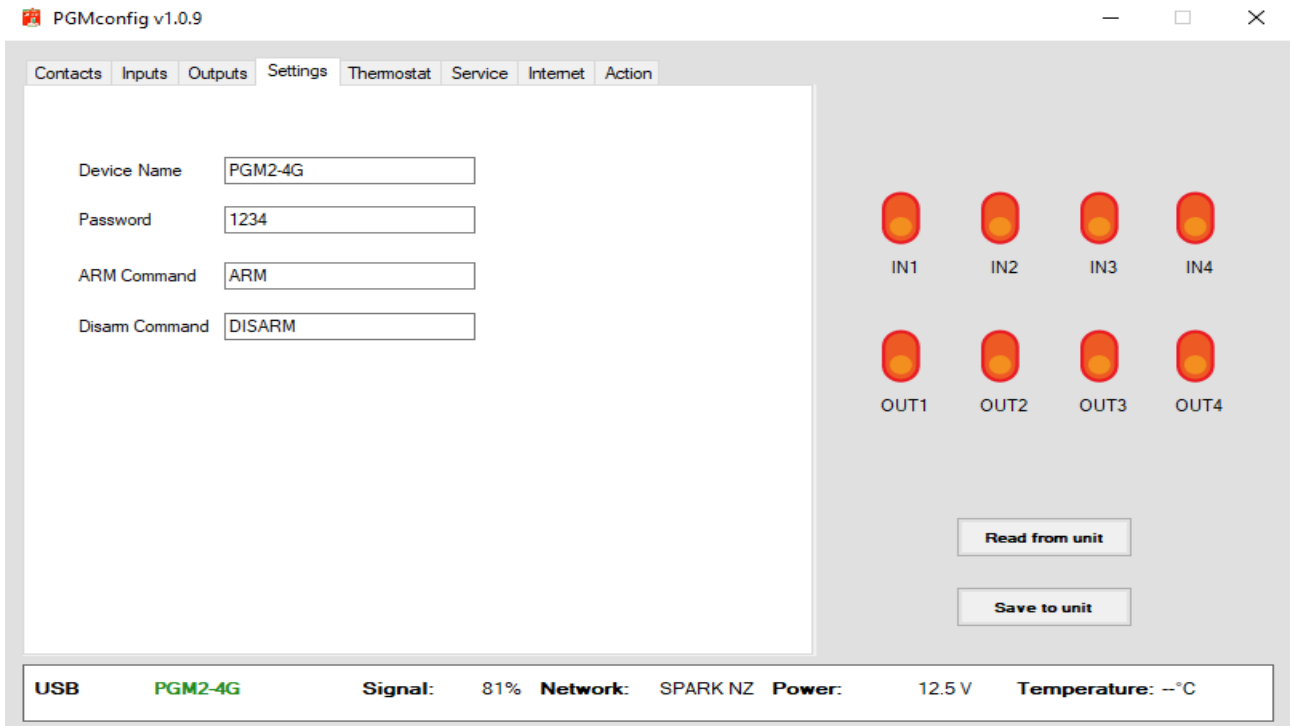 PGMconfig v1.0.9
Contacts Inputs Outputs Settings Thermostat Service Internet Action
Device Name PGM2-4G
Password 1234
ARM Command ARM
Disarm Command DISARM
IN1 IN2 IN3 IN4
OUT1 OUT2 OUT3 OUT4
Read from unit
Save to unit
USB PGM2-4G Signal: 81% Network: SPARK NZ Power: 12.5 V Temperature: --°C